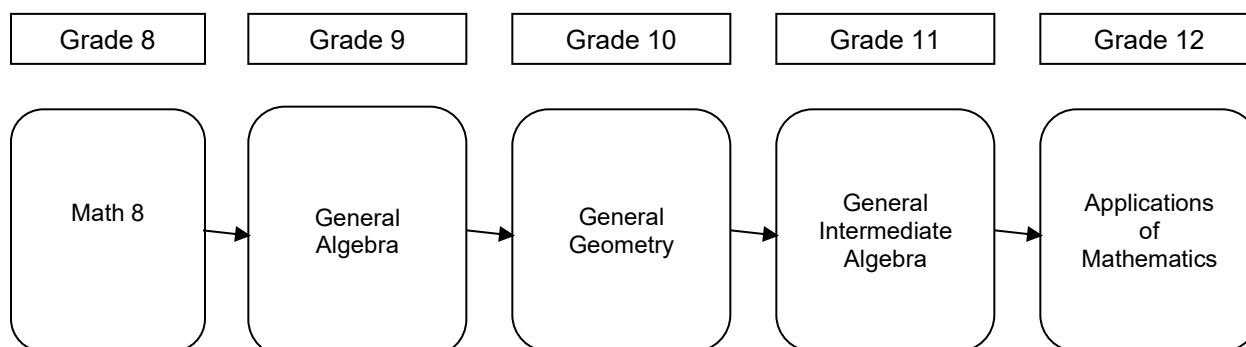 Grade 8
Grade 9
Grade 10
Grade 11
Grade 12
Math 8
General
Algebra
General
Geometry
General
Intermediate
Algebra
Applications
of
Mathematics